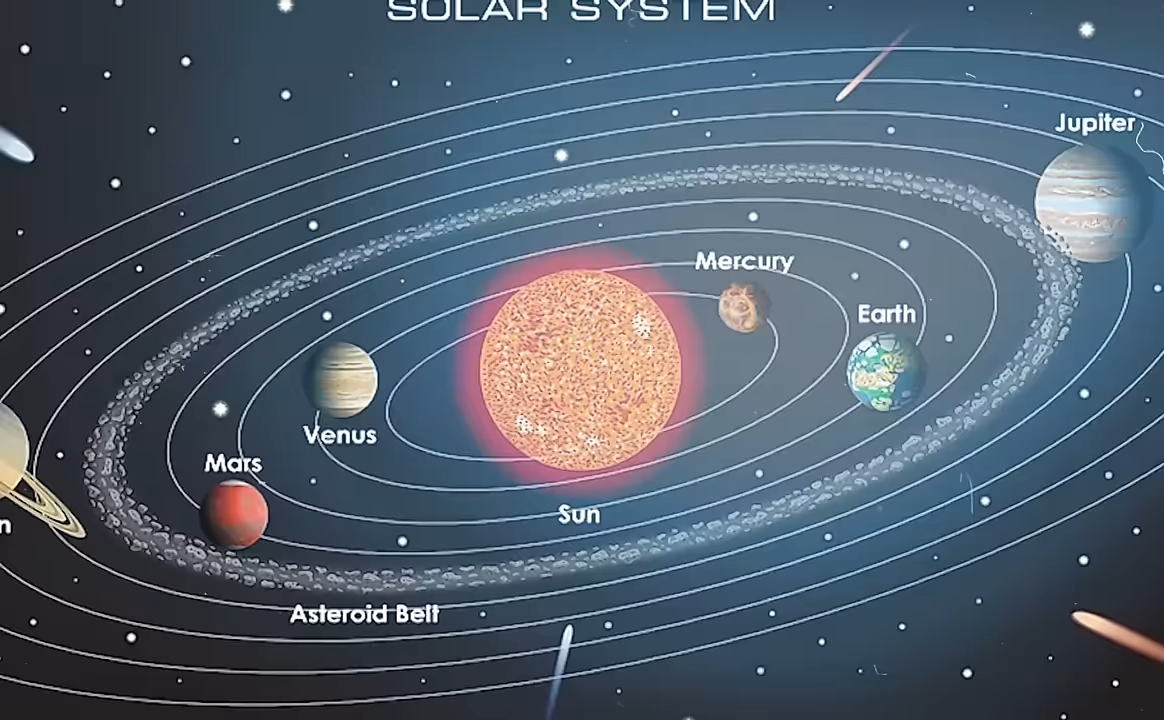 SOLAR SYSTEM
Jupiter
Mercury
Earth
Venus
Mars
Sun
n
Asteroid Belt